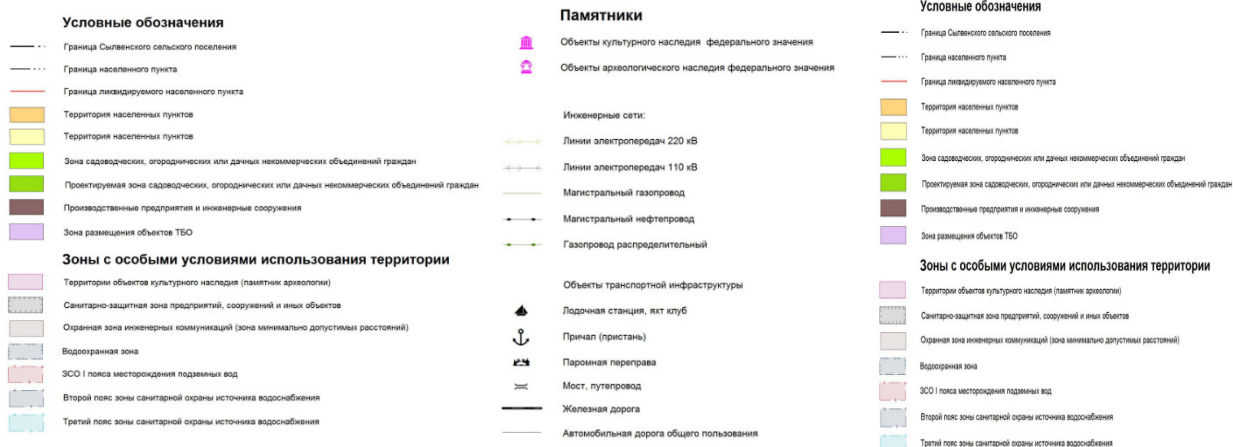 Условные обозначения
Граница Сылвенского сельского поселения
Граница населенного пункта
Граница ликвидируемого населенного пункта
Территория населенных пунктов
Территория населенных пунктов
Зона садоводческих, огороднических или дачных некоммерческих объединений граждан
Проектируемая зона садоводческих, огороднических или дачных некоммерческих объединений граждан
Производственные предприятия и инженерные сооружения
Зона размещения объектов ТБО
Зоны с особыми условиями использования территории
Территории объектов культурного наследия (памятник археологии)
Санитарно-защитная зона предприятий, сооружений и иных объектов
Охранная зона инженерных коммуникаций (зона минимально допустимых расстояний)
Водоохранная зона
ЗСО I пояса месторождения подземных вод
Второй пояс зоны санитарной охраны источника водоснабжения
Третий пояс зоны санитарной охраны источника водоснабжения
Памятники
Объекты культурного наследия федерального значения
Объекты археологического наследия федерального значения
Инженерные сети:
Линии электропередач 220 кВ
Линии электропередач 110 кВ
Магистральный газопровод
Магистральный нефтепровод
Газопровод распределительный
Объекты транспортной инфраструктуры
Лодочная станция, яхт клуб
Причал (пристань)
Паромная переправа
Мост, путепровод
Железная дорога
Автомобильная дорога общего пользования
Условные обозначения
Граница Сылвенского сельского поселения
Граница населенного пункта
Граница ликвидируемого населенного пункта
Территория населенных пунктов
Территория населенных пунктов
Зона садоводческих, огороднических или дачных некоммерческих объединений граждан
Проектируемая зона садоводческих, огороднических или дачных некоммерческих объединений граждан
Производственные предприятия и инженерные сооружения
Зона размещения объектов ТБО
Зоны с особыми условиями использования территории
Территории объектов культурного наследия (памятник археологии)
Санитарно-защитная зона предприятий, сооружений и иных объектов
Охранная зона инженерных коммуникаций (зона минимально допустимых расстояний)
Водоохранная зона
ЗСО I пояса месторождения подземных вод
Второй пояс зоны санитарной охраны источника водоснабжения
Третий пояс зоны санитарной охраны источника водоснабжения